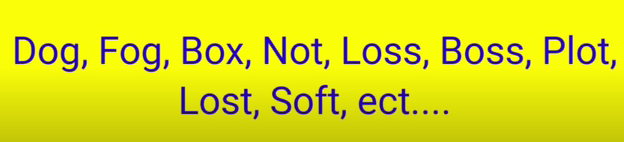 Dog, Fog, Box, Not, Loss, Boss, Plot,
Lost, Soft, ect....